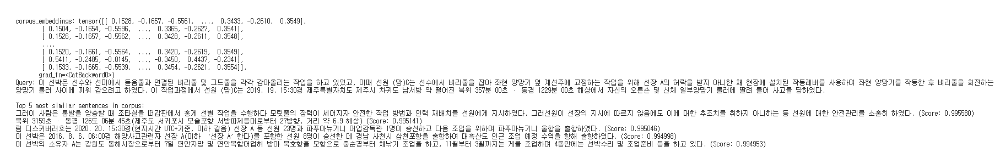 corpus_embeddings: tensor([[ 0.1528, -0.1657, -0.5561,  ...,  0.3433, -0.2610,  0.3549],
[ 0.1504, -0.1654, -0.5596,  ...,  0.3365, -0.2627,  0.3541],
[ 0.1526, -0.1657, -0.5562,  ...,  0.3428, -0.2611,  0.3548],
...,
[ 0.1520, -0.1661, -0.5564,  ...,  0.3420, -0.2619,  0.3549],
[ 0.5411, -0.2485, -0.0145,  ..., -0.3450,  0.4437, -0.2341],
[ 0.1533, -0.1665, -0.5539,  ...,  0.3454, -0.2621,  0.3554]],
grad_fn=<CatBackward0>)
Query: 이 선박은 선수와 선미에서 돋움줄과 연결된 벼리줄 및 그드줄을 각각 감아올리는 작업을 하고 있었고, 이때 선원 (망)C는 선수에서 벼리줄을 잡아 좌현 양망기 옆 계선주에 고정하는 작업을 위해 선장 A의 허락을 받지 아니한 채 현장에 설치된 작동레버를 사용하여 좌현 양망기를 작동한 후 벼리줄을 회전하는
양망기 롤러 사이에 끼워 감으려고 하였다. 이 작업과정에서 선원 (망)C는 2019. 19. 15:30경 제주특별자치도 제주시 차귀도 남서방 약 떨어진 북위 357분 00초 · 동경 1229분 00초 해상에서 자신의 오른손 및 신체 일부양망기 롤러에 딸려 들어 사고를 당하였다.
Top 5 most similar sentences in corpus:
그러이 사람은 통발을 양승할 때 조타실을 떠갑판에서 홍게 선별 작업을 수행하다 모릿줄의 장력이 세어지자 안전한 작업 방법과 인력 재배치를 선원에게 지시하였다. 그러선원이 선장의 지시에 따르지 않음에도 이에 대한 추조치를 취하지 아니하는 등 선원에 대한 안전관리를 소홀히 하였다. (Score: 0.995580)
북위 3159초 · 동경 126도 06분 45초(제주도 서귀포시 모슬포항 서방파제등대로부터 27방향, 거리 약 6.9 해상) (Score: 0.995141)
림 디스커버러호는 2020. 20. 15:30경(현지시간 UTC+기준, 이하 같음) 선장 A 등 선원 23명과 파푸아뉴기니 어업감독관 1명이 승선하고 다음 조업을 위하여 파푸아뉴기니 울항을 출항하였다. (Score: 0.995046)
이 선박은 2016. 8. 6. 06:00경 해양사고관련자 선장 A(이하  ‘선장 A’ 한다)를 포함한 선원 8명이 승선한 데 경남 사천시 삼천포항을 출항하여 대흑산도 인근 조업 예정 수역을 향해 출항하였다. (Score: 0.994998)
이 선박의 소유자 A는 강원도 동해시장으로부터 7일 연안자망 및 연안복합어업허 받아 묵호항을 모항으로 중순경부터 채낚기 조업을 하고, 11월부터 3월까지는 게를 조업하며 4동안에는 선박수리 및 조업준비 등을 하고 있다. (Score: 0.994953)